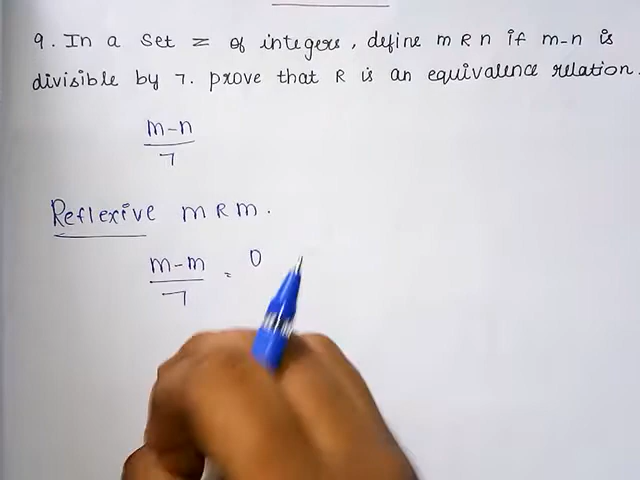 9. In a set Z of integers, define m R n if m-n is
divisible by 7. prove that R is an equivalence relation.
m-n
7
Reflexive m R m.
m-m = 0
7